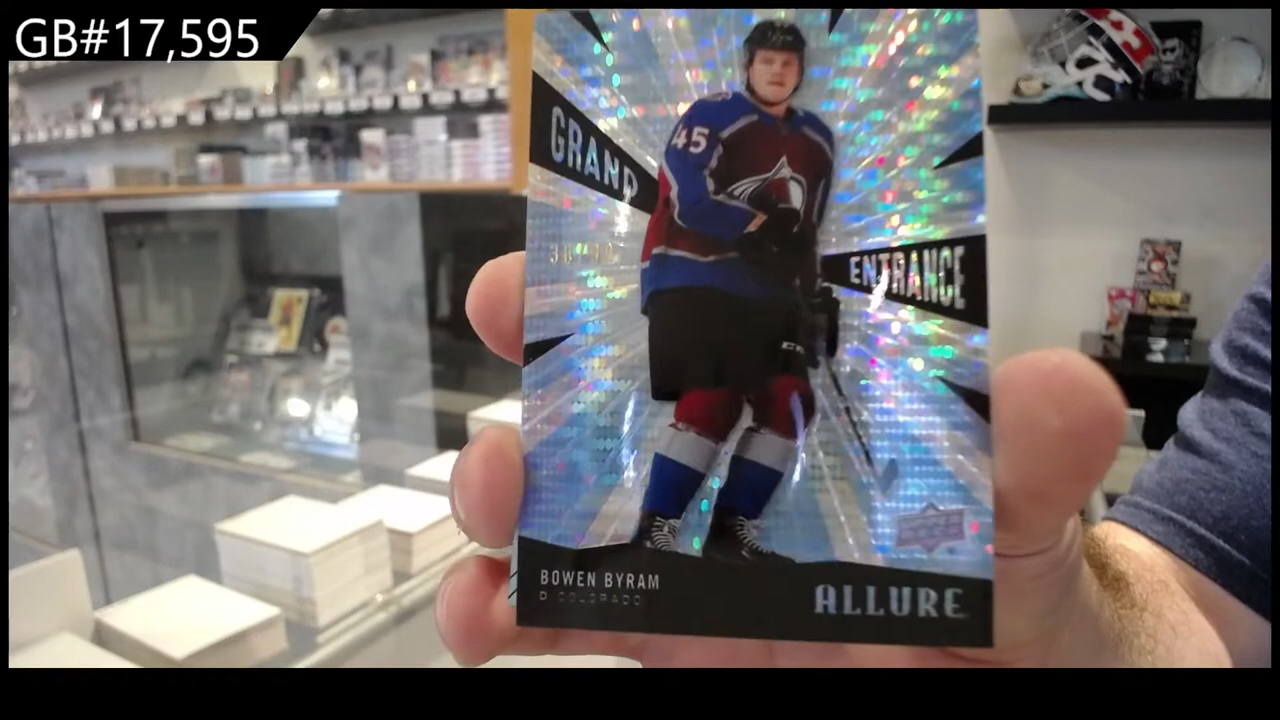 GB#17,595
GRAND
45
ENTRANCE
BOWEN BYRAM
D COLORADO
ALLURE